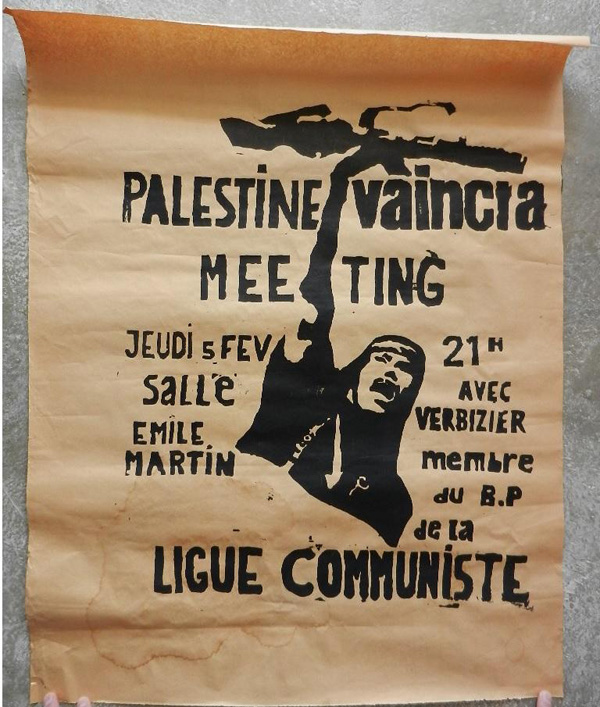 PALESTINE vaincra
MEETING
JEUDI 5 FEV
salle
EMILE
MARTIN
21H
AVEC
VERBIZIER
membre
du B.P
de la
LIGUE COMMUNISTE